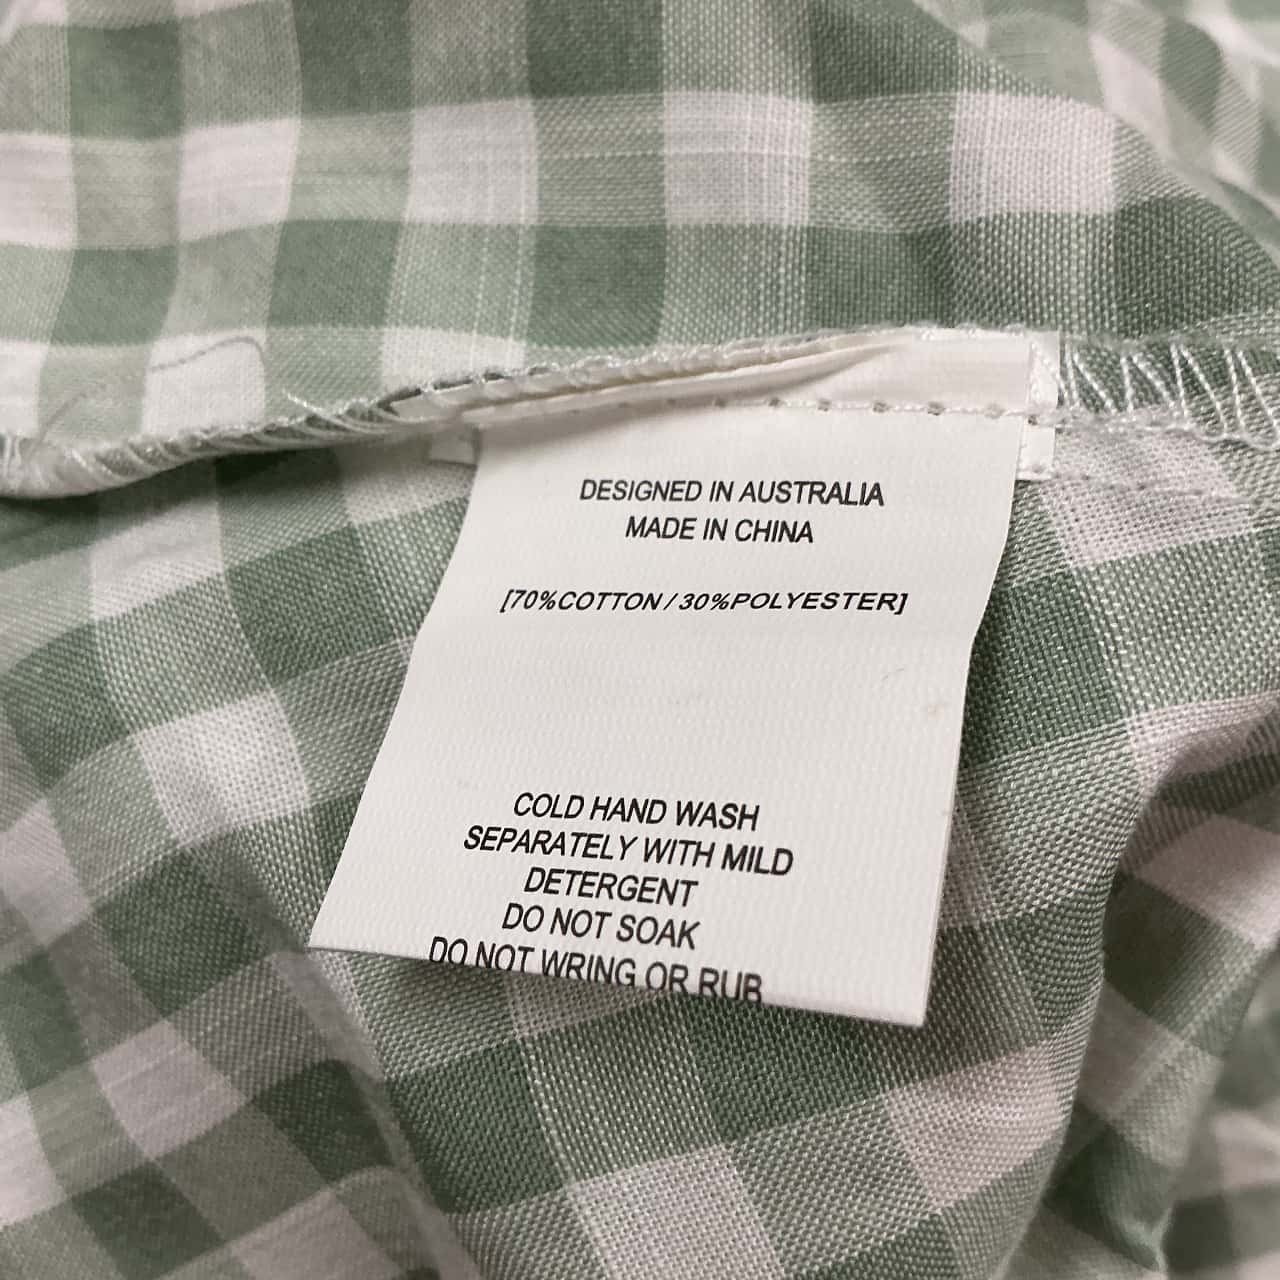 DESIGNED IN AUSTRALIA
MADE IN CHINA
[70%COTTON/30%POLYESTER]
COLD HAND WASH
SEPARATELY WITH MILD
DETERGENT
DO NOT SOAK
DO NOT WRING OR RUB